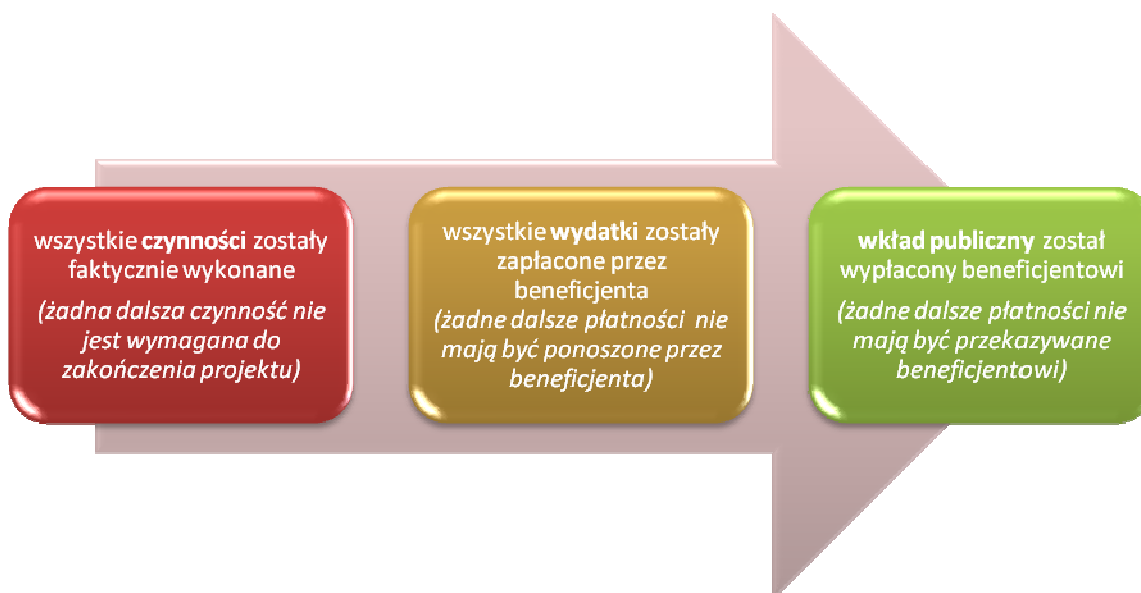 wszystkie czynności zostały
faktycznie wykonane
(żadna dalsza czynność nie
jest wymagana do
zakończenia projektu)
wszystkie wydatki zostały
zapłacone przez
beneficjenta
(żadne dalsze płatności nie
mają być ponoszone przez
beneficjenta)
wkład publiczny został
wypłacony beneficjentowi
(żadne dalsze płatności nie
mają być przekazywane
beneficjentowi)